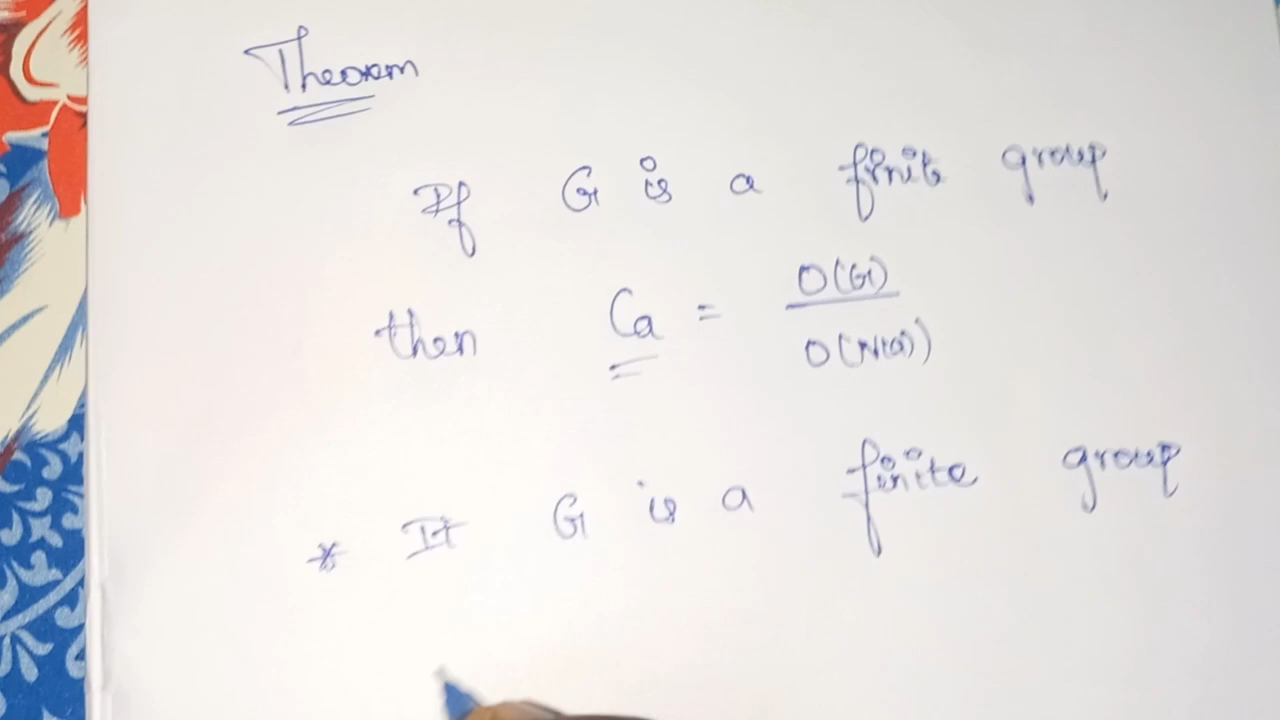 Theorem
If G is a finite group
then Ca = O(G) / O(N(a))
* If G is a finite group